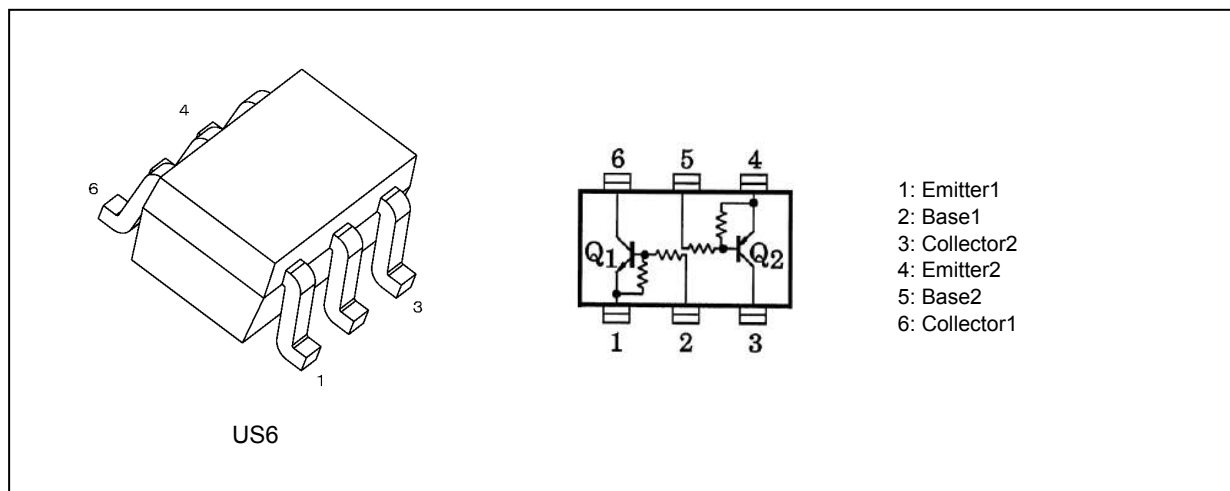 4
6
3
1
US6
6 5 4
Q1 Q2
1 2 3
1: Emitter1
2: Base1
3: Collector2
4: Emitter2
5: Base2
6: Collector1